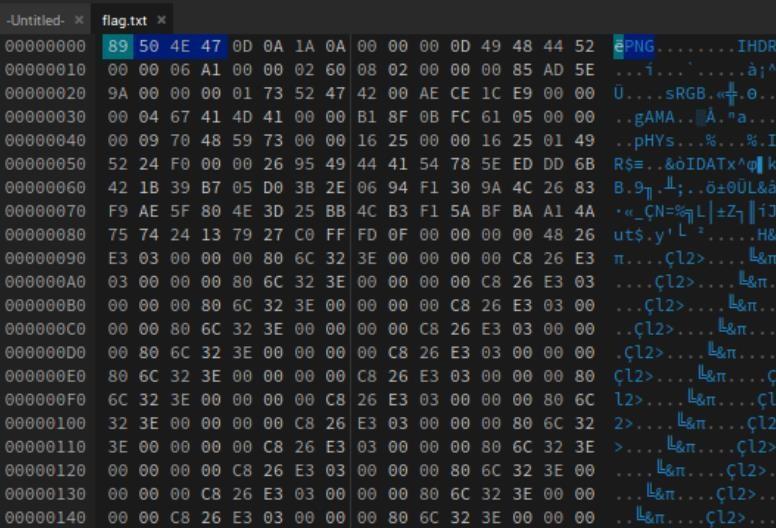 -Untitled- × flag.txt ×
00000000 89 50 4E 47 0D 0A 1A 0A 00 00 00 0D 49 48 44 52 ëPNG........IHDR
00000010 00 00 06 A1 00 00 02 60 08 02 00 00 00 85 AD 5E ...í...`.....à¡^
00000020 9A 00 00 00 01 73 52 47 42 00 AE CE 1C E9 00 00 Ü....sRGB.«╬.Θ..
00000030 00 04 67 41 4D 41 00 00 B1 8F 0B FC 61 05 00 00 ..gAMA..▒Å.ⁿa...
00000040 00 09 70 48 59 73 00 00 16 25 00 00 16 25 01 49 ..pHYs...%...%.I
00000050 52 24 F0 00 00 26 95 49 44 41 54 78 5E ED DD 6B R$≡..&òIDATx^φ▌k
00000060 42 1B 39 B7 05 D0 3B 2E 06 94 F1 30 9A 4C 26 83 B.9╖.╨;..ö±0ÜL&â
00000070 F9 AE 5F 80 4E 3D 25 BB 4C B3 F1 5A BF BA A1 4A ·«_ÇN=%╗L│±Z┐║íJ
00000080 75 74 24 13 79 27 C0 FF FD 0F 00 00 00 00 48 26 ut$.y'└ ².....H&
00000090 E3 03 00 00 00 80 6C 32 3E 00 00 00 00 C8 26 E3 π....Çl2>....╚&π
000000A0 03 00 00 00 80 6C 32 3E 00 00 00 00 C8 26 E3 03 ....Çl2>....╚&π.
000000B0 00 00 00 80 6C 32 3E 00 00 00 00 C8 26 E3 03 00 ...Çl2>....╚&π..
000000C0 00 00 80 6C 32 3E 00 00 00 00 C8 26 E3 03 00 00 ..Çl2>....╚&π...
000000D0 00 80 6C 32 3E 00 00 00 00 C8 26 E3 03 00 00 00 .Çl2>....╚&π....
000000E0 80 6C 32 3E 00 00 00 00 C8 26 E3 03 00 00 00 80 Çl2>....╚&π....Ç
000000F0 6C 32 3E 00 00 00 00 C8 26 E3 03 00 00 00 80 6C l2>....╚&π....Çl
00000100 32 3E 00 00 00 00 C8 26 E3 03 00 00 00 80 6C 32 2>....╚&π....Çl2
00000110 3E 00 00 00 00 C8 26 E3 03 00 00 00 80 6C 32 3E >....╚&π....Çl2>
00000120 00 00 00 00 C8 26 E3 03 00 00 00 80 6C 32 3E 00 ....╚&π....Çl2>.
00000130 00 00 00 C8 26 E3 03 00 00 00 80 6C 32 3E 00 00 ...╚&π....Çl2>..
00000140 00 00 C8 26 E3 03 00 00 00 80 6C 32 3E 00 00 00 ..╚&π....Çl2>...